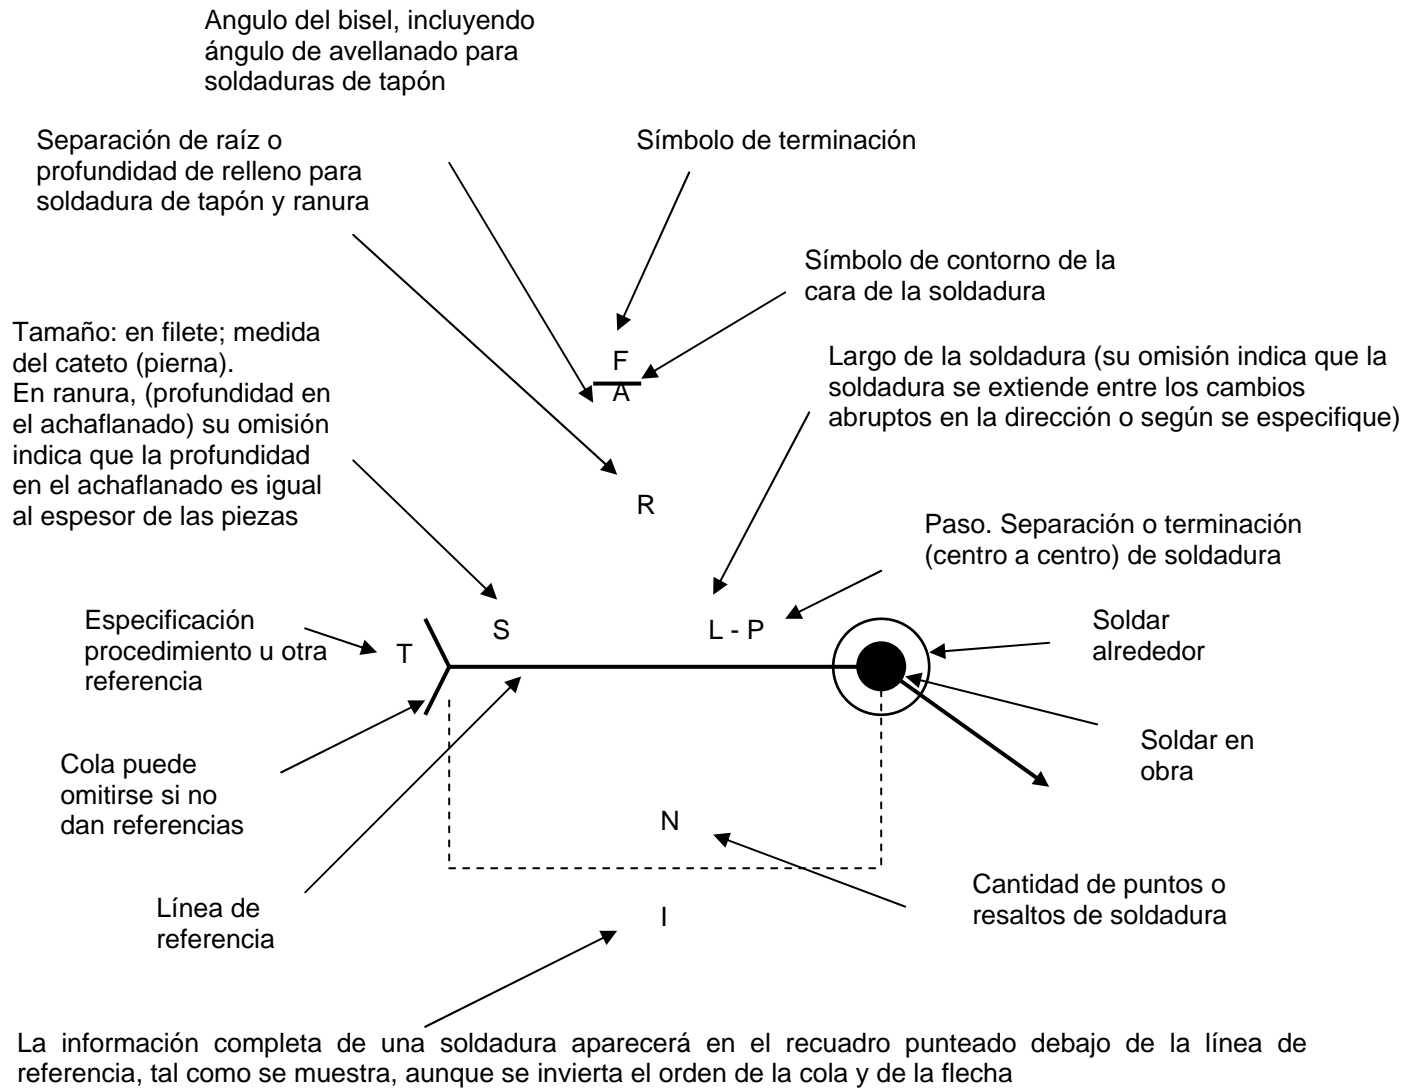 Angulo del bisel, incluyendo
ángulo de avellanado para
soldaduras de tapón
Separación de raíz o
profundidad de relleno para
soldadura de tapón y ranura
Símbolo de terminación
Símbolo de contorno de la
cara de la soldadura
Tamaño: en filete; medida
del cateto (pierna).
En ranura, (profundidad en
el achaflanado) su omisión
indica que la profundidad
en el achaflanado es igual
al espesor de las piezas
F
A
Largo de la soldadura (su omisión indica que la
soldadura se extiende entre los cambios
abruptos en la dirección o según se especifique)
R
Paso. Separación o terminación
(centro a centro) de soldadura
Especificación
procedimiento u otra
referencia
T
S
L - P
Soldar
alrededor
Cola puede
omitirse si no
dan referencias
Soldar en
obra
N
Línea de
referencia
I
Cantidad de puntos o
resaltos de soldadura
La información completa de una soldadura aparecerá en el recuadro punteado debajo de la línea de
referencia, tal como se muestra, aunque se invierta el orden de la cola y de la flecha